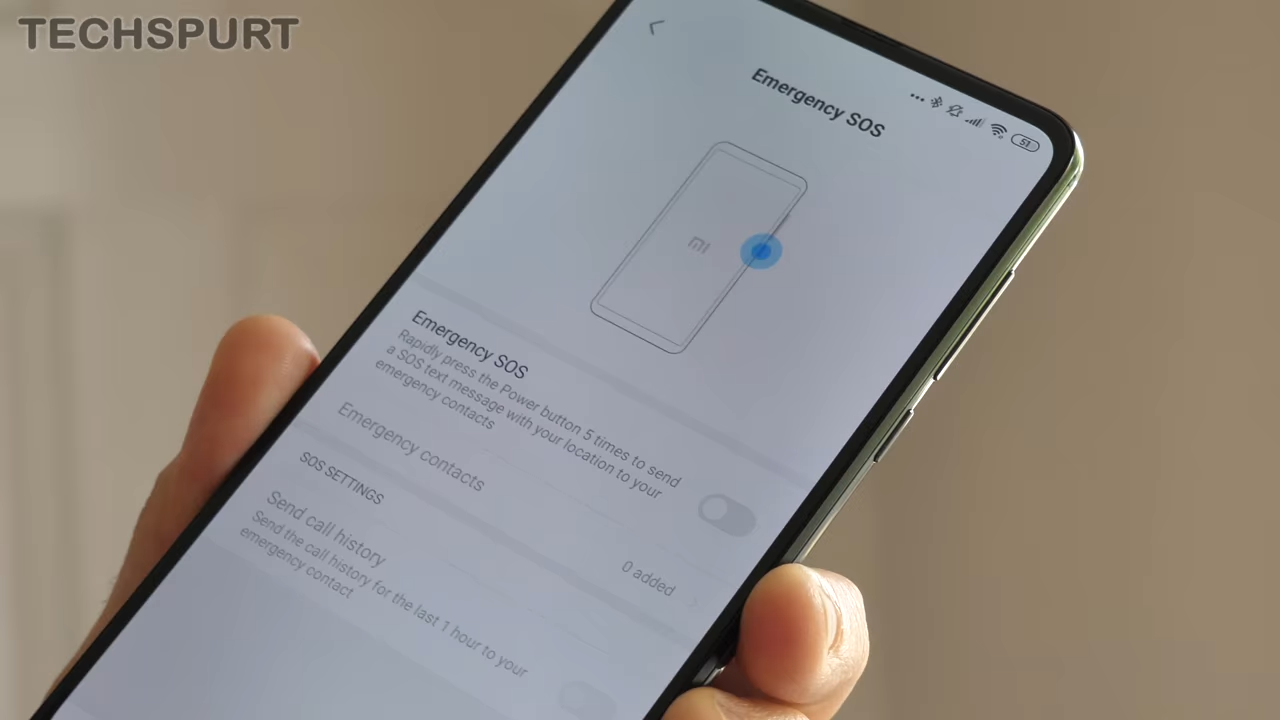 TECHSPURT
51
Emergency SOS
mi
Emergency SOS
Rapidly press the Power button 5 times to send
a SOS text message with your location to your
emergency contacts
Emergency contacts
0 added
SOS SETTINGS
Send call history
Send the call history for the last 1 hour to your
emergency contact